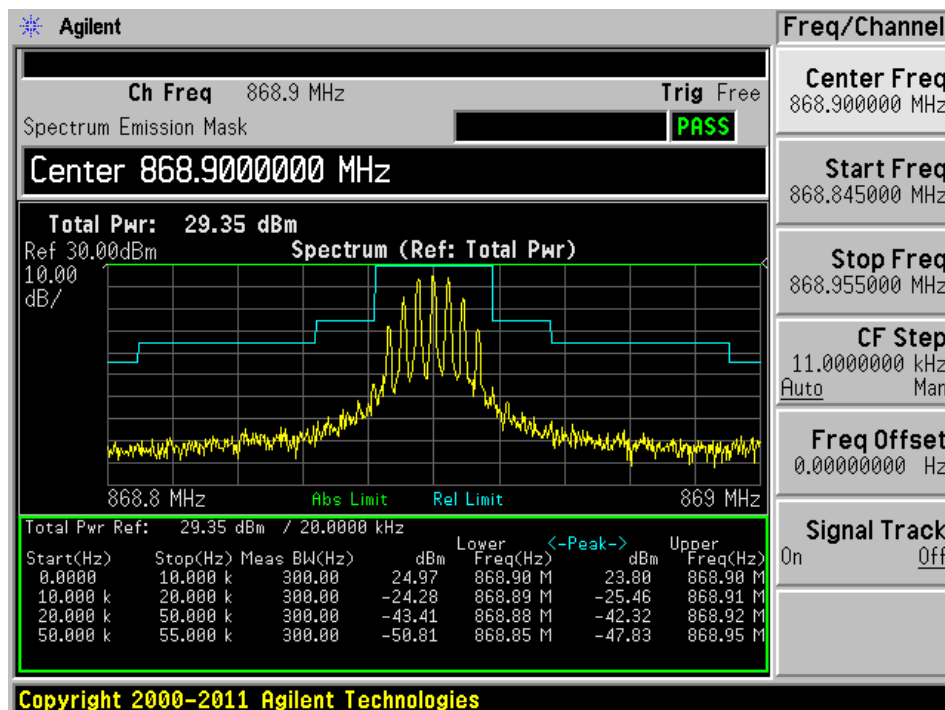 Agilent
Freq/Channel
Ch Freq 868.9 MHz Trig Free
Spectrum Emission Mask PASS
Center 868.9000000 MHz
Total Pwr: 29.35 dBm
Ref 30.00dBm Spectrum (Ref: Total Pwr)
10.00
dB/
868.8 MHz Abs Limit Rel Limit 869 MHz
Total Pwr Ref: 29.35 dBm / 20.0000 kHz
Lower <-Peak-> Upper
Start(Hz) Stop(Hz) Meas BW(Hz) dBm Freq(Hz) dBm Freq(Hz)
0.0000 10.000 k 300.00 24.97 868.90 M 23.80 868.90 M
10.000 k 20.000 k 300.00 -24.28 868.89 M -25.46 868.91 M
20.000 k 50.000 k 300.00 -43.41 868.88 M -42.32 868.92 M
50.000 k 55.000 k 300.00 -50.81 868.85 M -47.83 868.95 M
Center Freq
868.900000 MHz
Start Freq
868.845000 MHz
Stop Freq
868.955000 MHz
CF Step
11.0000000 kHz
Auto Man
Freq Offset
0.00000000 Hz
Signal Track
On Off
Copyright 2000-2011 Agilent Technologies